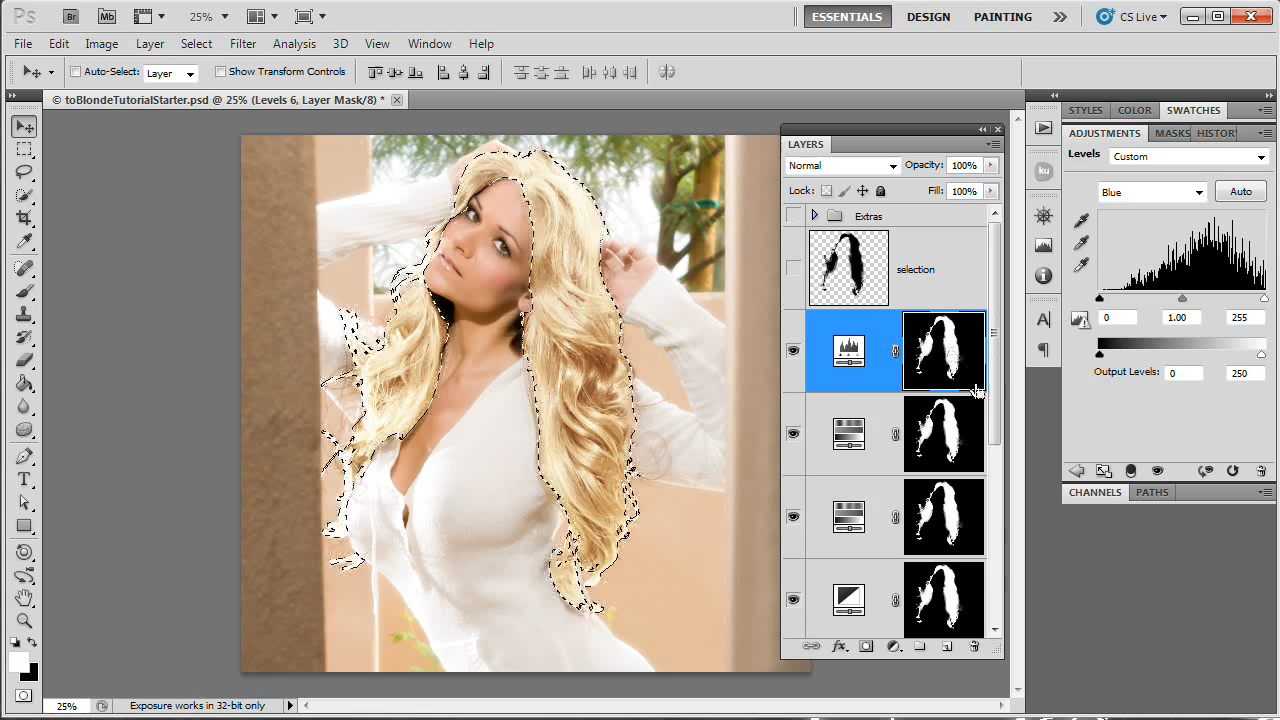 Ps Br Mb 25% ESSENTIALS DESIGN PAINTING CS Live
File Edit Image Layer Select Filter Analysis 3D View Window Help
Auto-Select: Layer Show Transform Controls
© toBlondeTutorialStarter.psd @ 25% (Levels 6, Layer Mask/8) *
STYLES COLOR SWATCHES
LAYERS
ADJUSTMENTS MASKS HISTOR
Levels Custom
Normal Opacity: 100%
Lock: Fill: 100%
Blue Auto
Extras
selection
ku
0 1.00 255
Output Levels: 0 250
CHANNELS PATHS
fx
25% Exposure works in 32-bit only